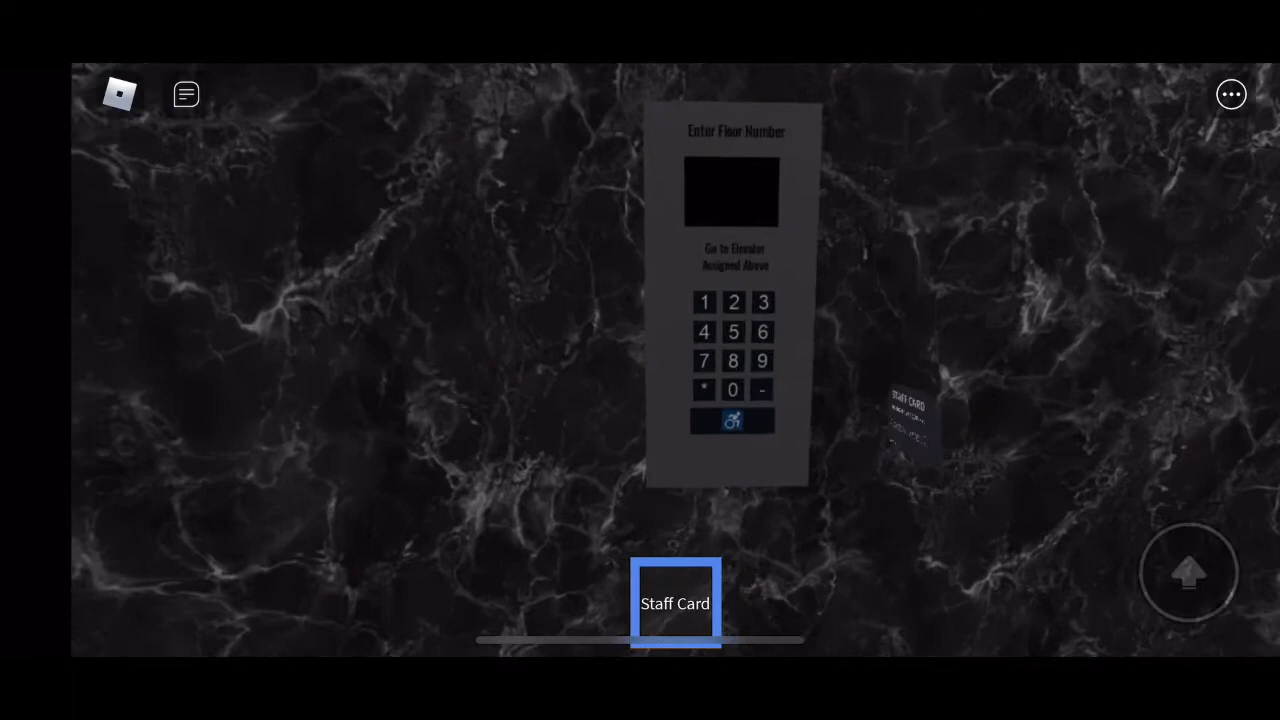 Enter Floor Number
Go to Elevator
Assigned Above
1 2 3
4 5 6
7 8 9
* 0 -
STAFF CARD
Staff Card